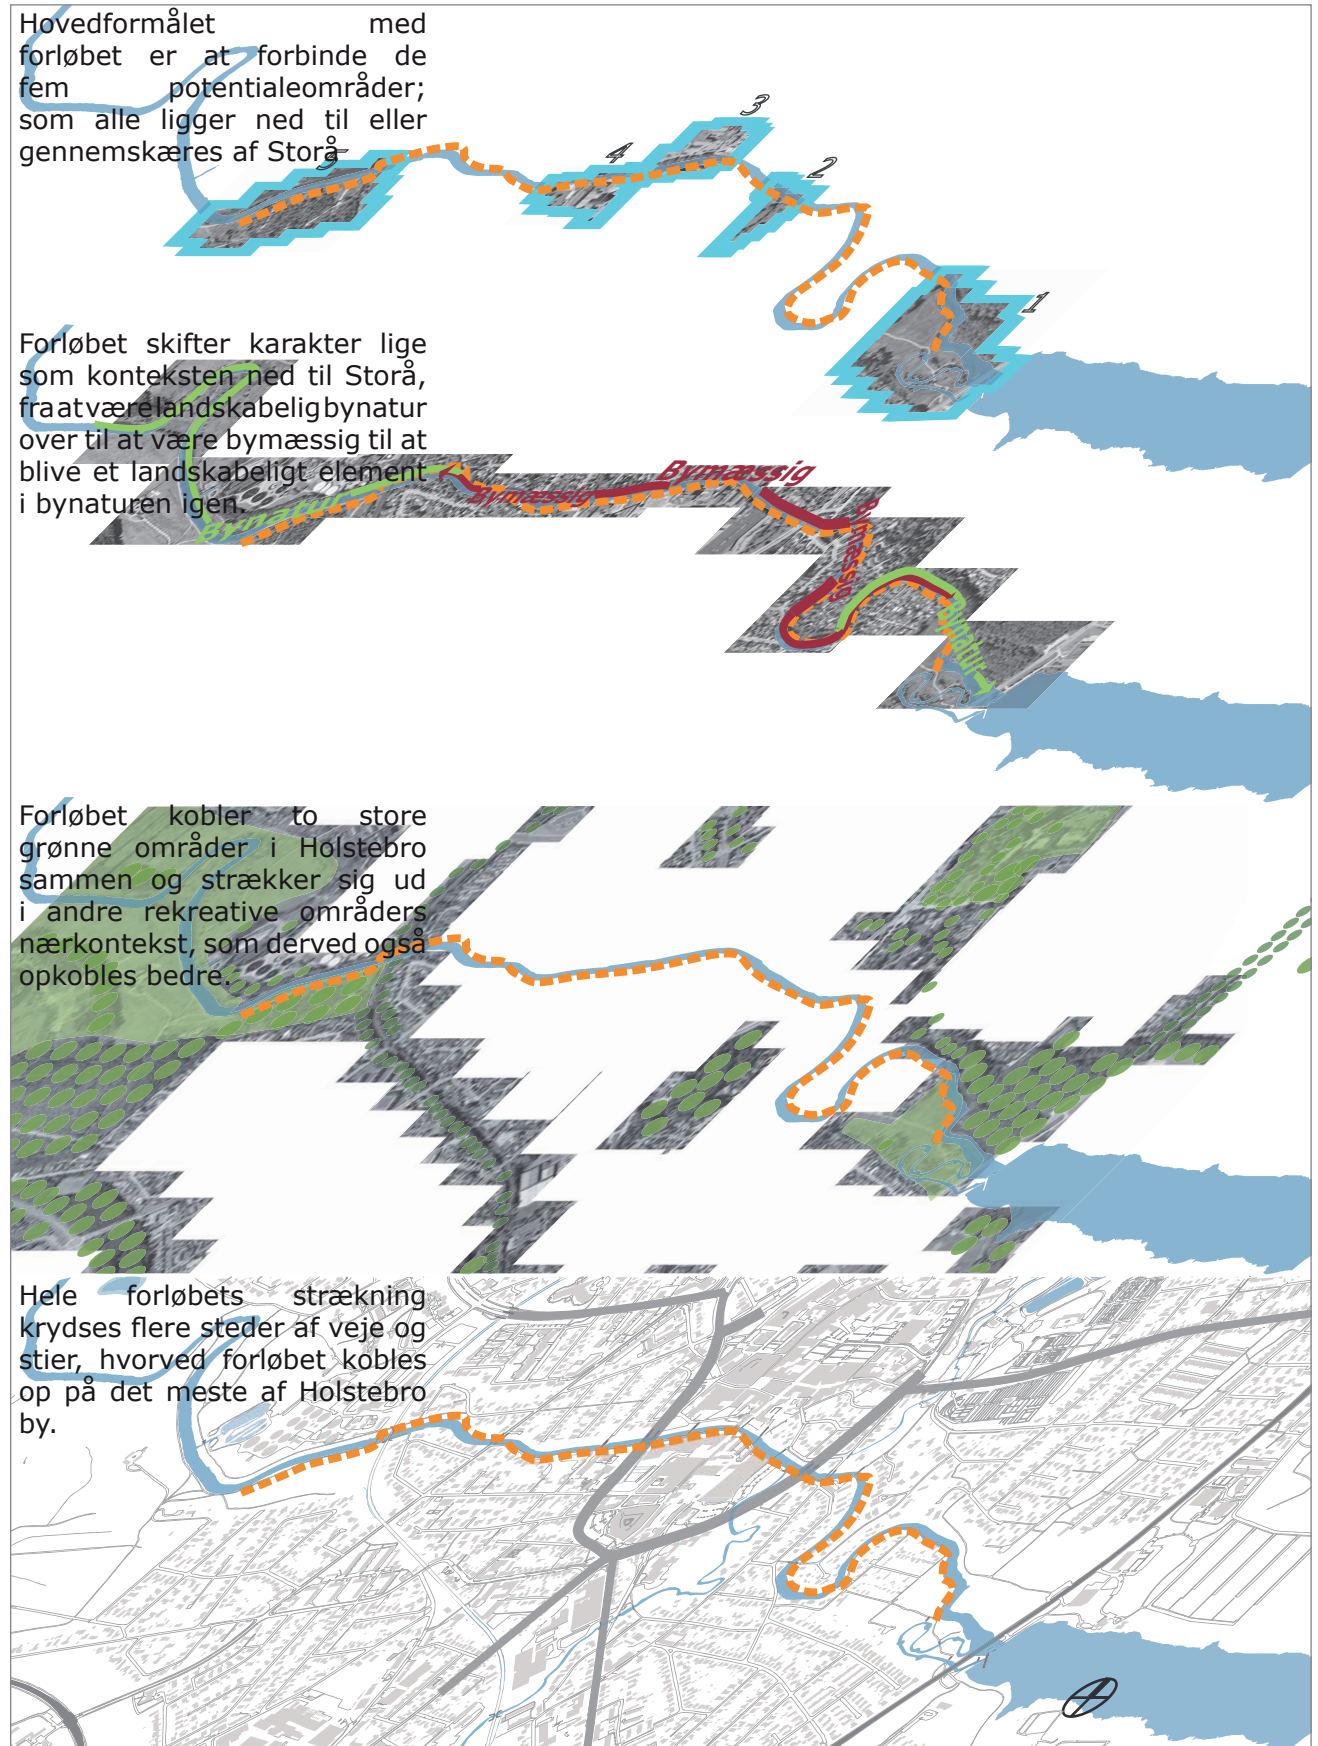 Hovedformålet med
forløbet er at forbinde de
fem potentialeområder;
som alle ligger ned til eller
gennemskæres af Storå
3
4
5
2
1
Forløbet skifter karakter lige
som konteksten ned til Storå,
fra at være landskabelig bynatur
over til at være bymæssig til at
blive et landskabeligt element
i bynaturen igen.
Bynatur
Bymæssig
Bymæssig
Bymæssig
Bynatur
Forløbet kobler to store
grønne områder i Holstebro
sammen og strækker sig ud
i andre rekreative områders
nærkontekst, som derved også
opkobles bedre.
Hele forløbets strækning
krydses flere steder af veje og
stier, hvorved forløbet kobles
op på det meste af Holstebro
by.